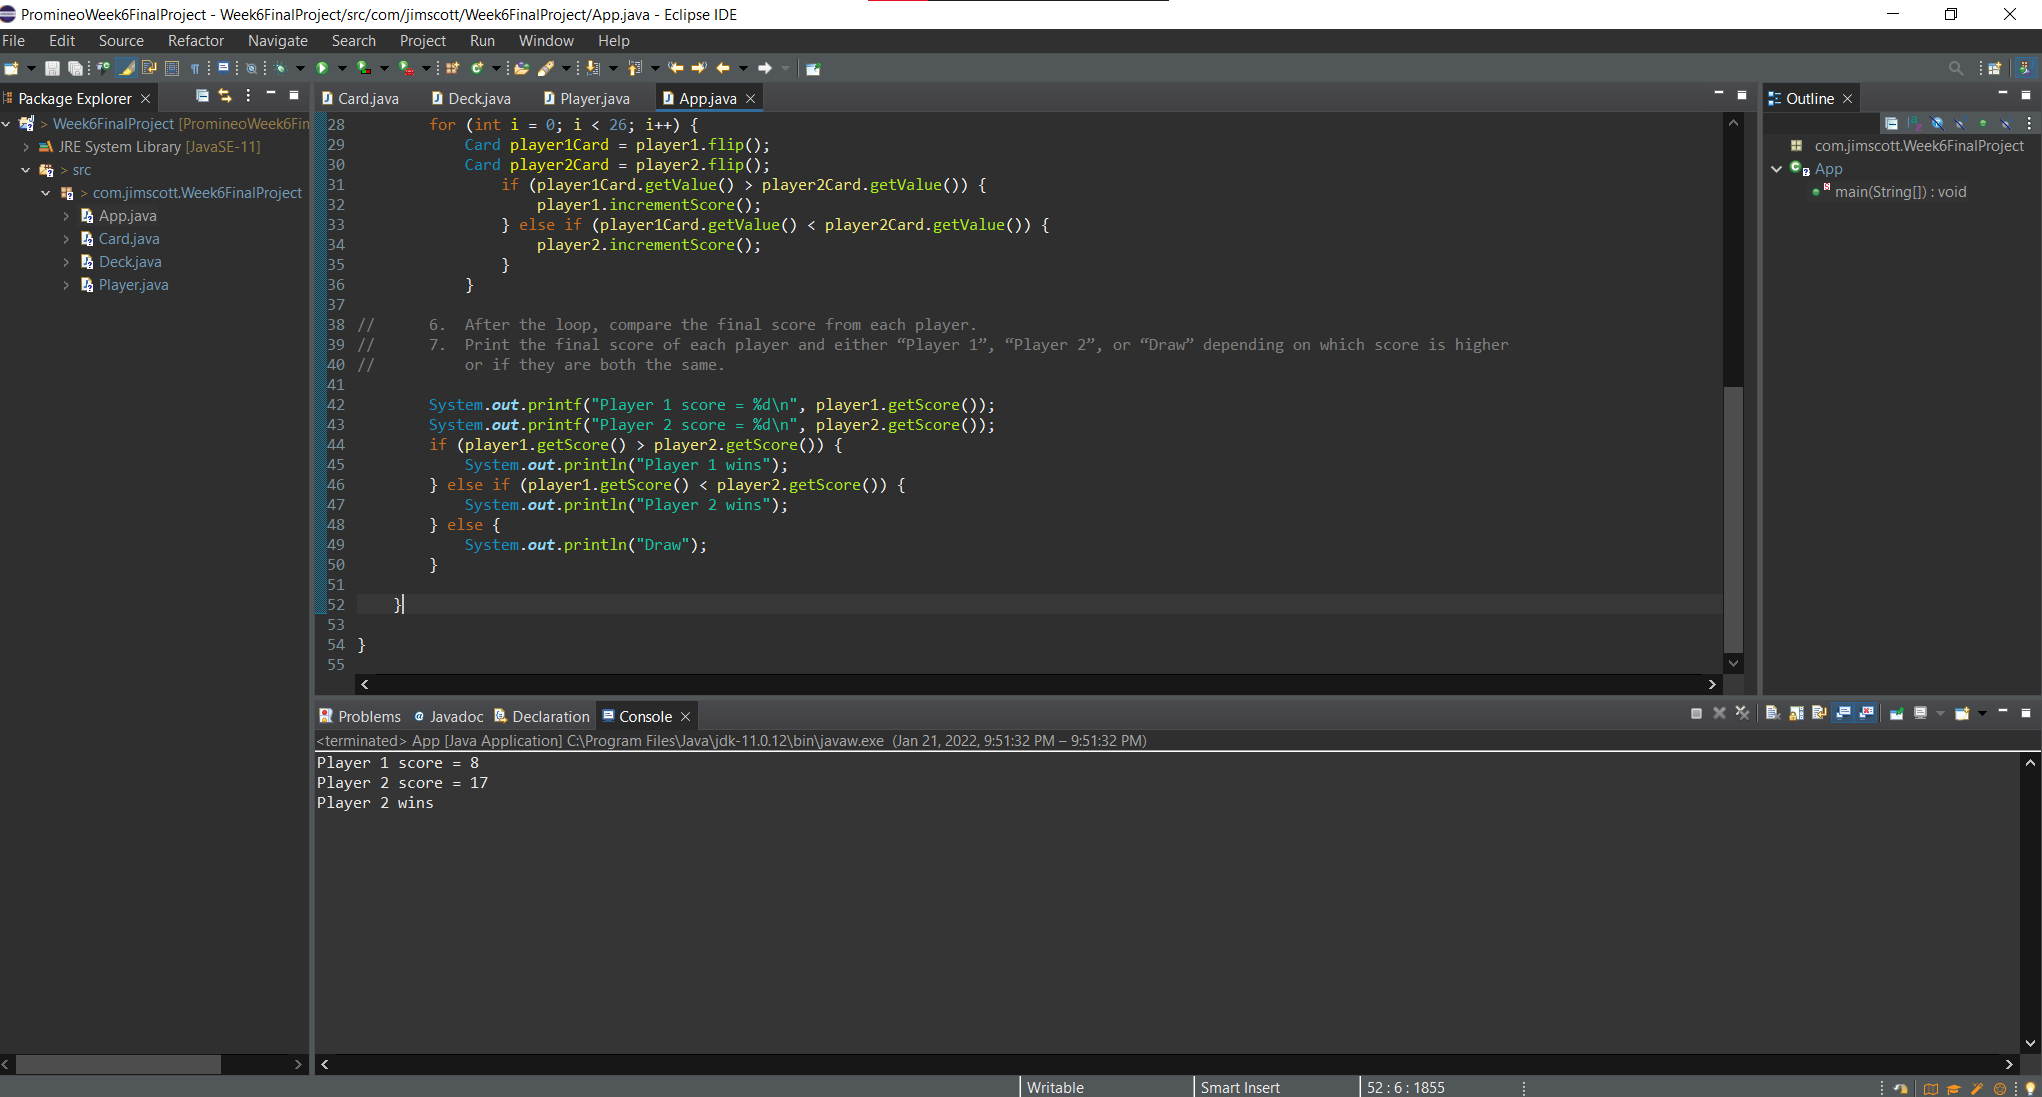 PromineoWeek6FinalProject - Week6FinalProject/src/com/jimscott/Week6FinalProject/App.java - Eclipse IDE
File Edit Source Refactor Navigate Search Project Run Window Help
Package Explorer
> Week6FinalProject [PromineoWeek6Fin
JRE System Library [JavaSE-11]
> src
> com.jimscott.Week6FinalProject
App.java
Card.java
Deck.java
Player.java
Card.java Deck.java Player.java App.java
28 for (int i = 0; i < 26; i++) {
29 Card player1Card = player1.flip();
30 Card player2Card = player2.flip();
31 if (player1Card.getValue() > player2Card.getValue()) {
32 player1.incrementScore();
33 } else if (player1Card.getValue() < player2Card.getValue()) {
34 player2.incrementScore();
35 }
36 }
37
38 // 6. After the loop, compare the final score from each player.
39 // 7. Print the final score of each player and either “Player 1”, “Player 2”, or “Draw” depending on which score is higher
40 // or if they are both the same.
41
42 System.out.printf("Player 1 score = %d\n", player1.getScore());
43 System.out.printf("Player 2 score = %d\n", player2.getScore());
44 if (player1.getScore() > player2.getScore()) {
45 System.out.println("Player 1 wins");
46 } else if (player1.getScore() < player2.getScore()) {
47 System.out.println("Player 2 wins");
48 } else {
49 System.out.println("Draw");
50 }
51
52 }
53
54 }
55
Outline
com.jimscott.Week6FinalProject
App
main(String[]) : void
Problems Javadoc Declaration Console
<terminated> App [Java Application] C:\Program Files\Java\jdk-11.0.12\bin\javaw.exe (Jan 21, 2022, 9:51:32 PM – 9:51:32 PM)
Player 1 score = 8
Player 2 score = 17
Player 2 wins
Writable Smart Insert 52 : 6 : 1855